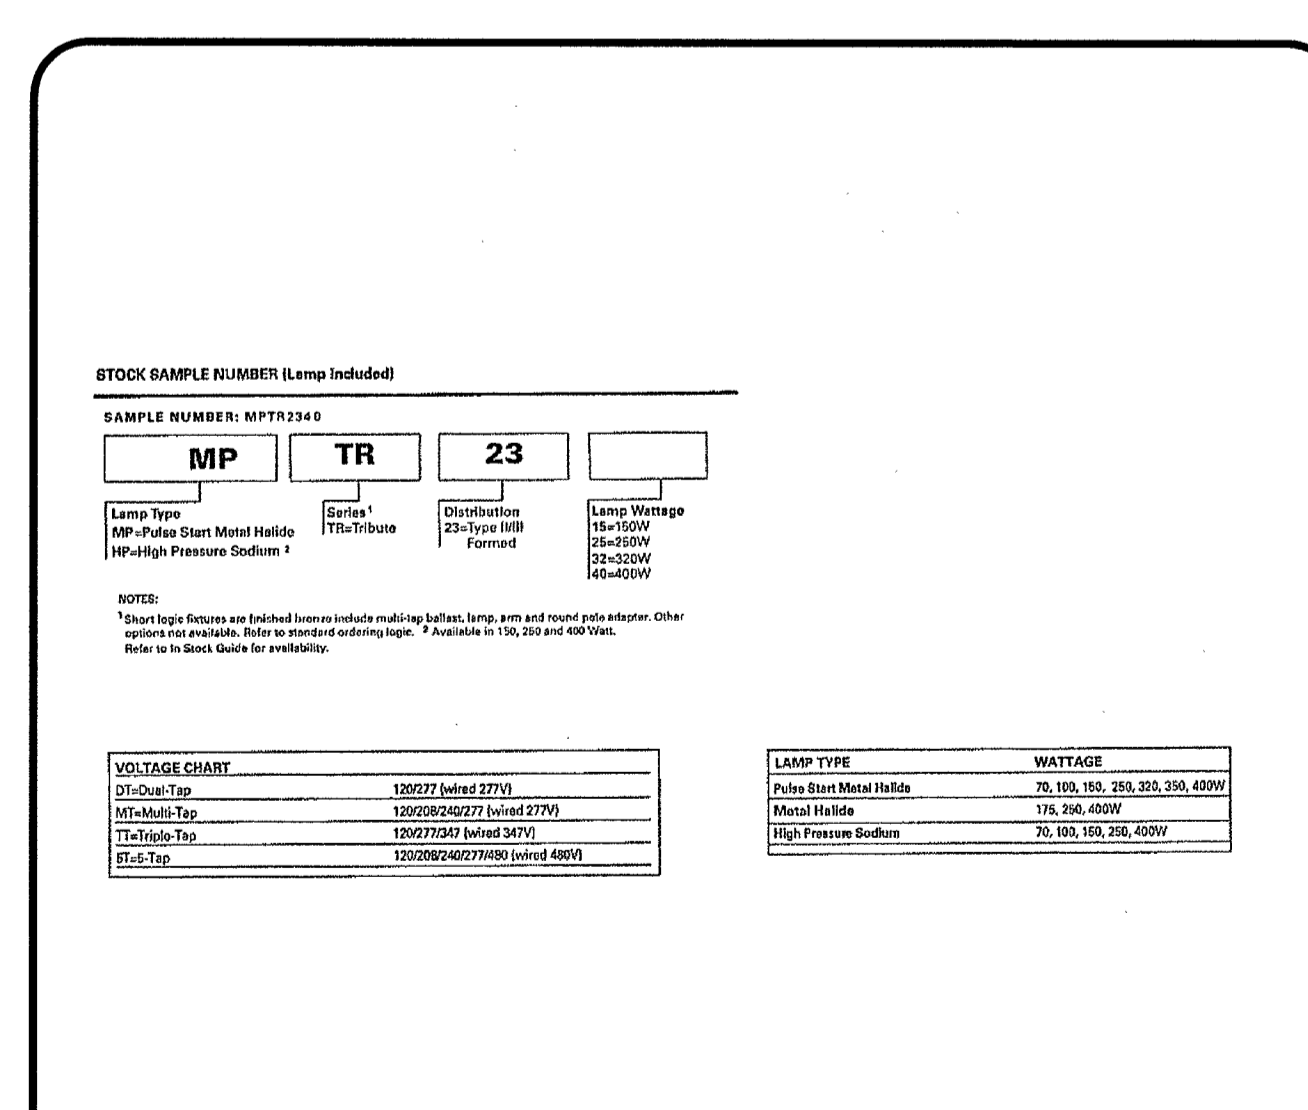 STOCK SAMPLE NUMBER (Lamp Included)
SAMPLE NUMBER: MPTR2340
MP TR 23
Lamp Type
MP=Pulse Start Metal Halide
HP=High Pressure Sodium ²
Series¹
TR=Tribute
Distribution
23=Type II/III
Formed
Lamp Wattage
15=150W
25=250W
32=320W
40=400W
NOTES:
¹ Short logic fixtures are finished bronze include multi-tap ballast, lamp, arm and round pole adapter. Other
options not available. Refer to standard ordering logic. ² Available in 150, 250 and 400 Watt.
Refer to In Stock Guide for availability.
VOLTAGE CHART
DT=Dual-Tap 120/277 (wired 277V)
MT=Multi-Tap 120/208/240/277 (wired 277V)
TT=Triple-Tap 120/277/347 (wired 347V)
5T=5-Tap 120/208/240/277/480 (wired 480V)
LAMP TYPE WATTAGE
Pulse Start Metal Halide 70, 100, 150, 250, 320, 350, 400W
Metal Halide 175, 250, 400W
High Pressure Sodium 70, 100, 150, 250, 400W